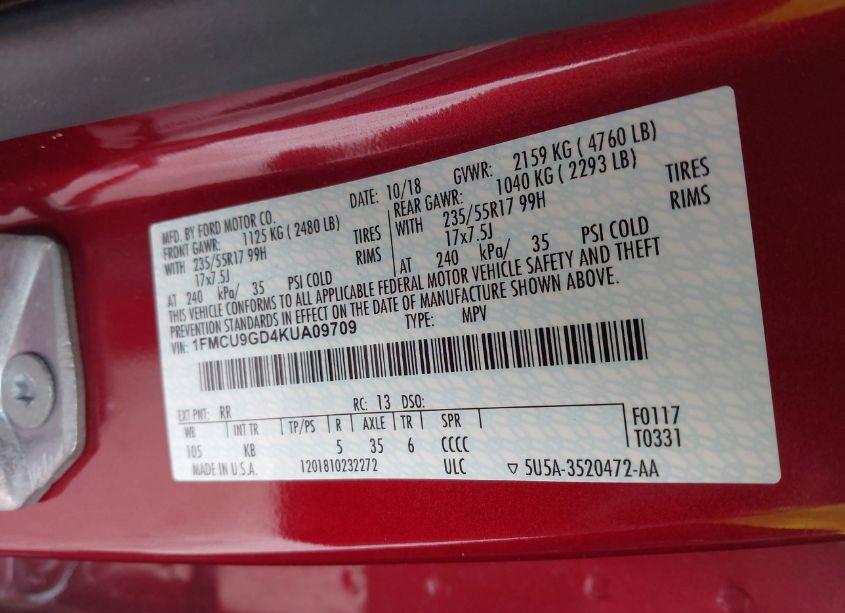 MFD. BY FORD MOTOR CO.
DATE: 10/18 GVWR: 2159 KG ( 4760 LB)
FRONT GAWR: 1125 KG ( 2480 LB) REAR GAWR: 1040 KG ( 2293 LB)
WITH 235/55R17 99H TIRES WITH 235/55R17 99H TIRES
17x7.5J RIMS 17x7.5J RIMS
AT 240 kPa/ 35 PSI COLD AT 240 kPa/ 35 PSI COLD
THIS VEHICLE CONFORMS TO ALL APPLICABLE FEDERAL MOTOR VEHICLE SAFETY AND THEFT
PREVENTION STANDARDS IN EFFECT ON THE DATE OF MANUFACTURE SHOWN ABOVE.
VIN: 1FMCU9GD4KUA09709 TYPE: MPV
EXT PNT: RR RC: 13 DSO:
WB INT TR TP/PS R AXLE TR SPR F0117
105 KB 5 35 6 CCCC T0331
MADE IN U.S.A. 1201810232272 ULC ▽ 5U5A-3520472-AA